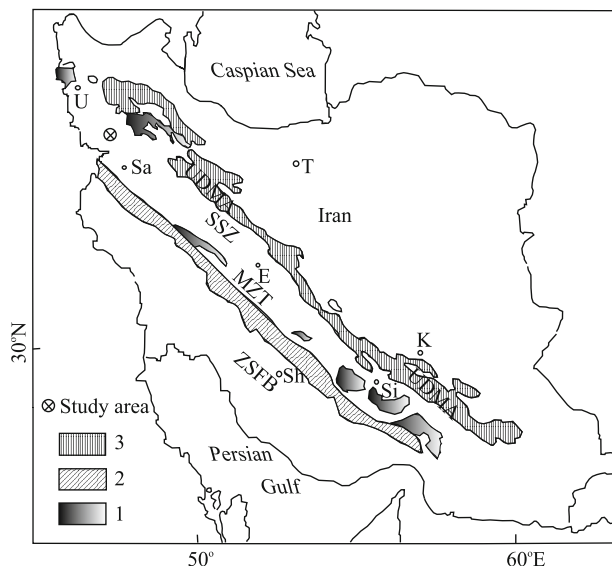 Caspian Sea
U
Sa
T
UDMA
SSZ
Iran
E
MZT
K
30°N
ZSFB
Sh
Si
UDMA
Study area
3
Persian
2
Gulf
1
50°
60°E